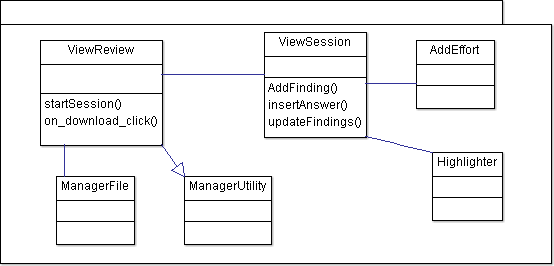 ViewReview
startSession()
on_download_click()
ViewSession
AddFinding()
insertAnswer()
updateFindings()
AddEffort
ManagerFile
ManagerUtility
Highlighter